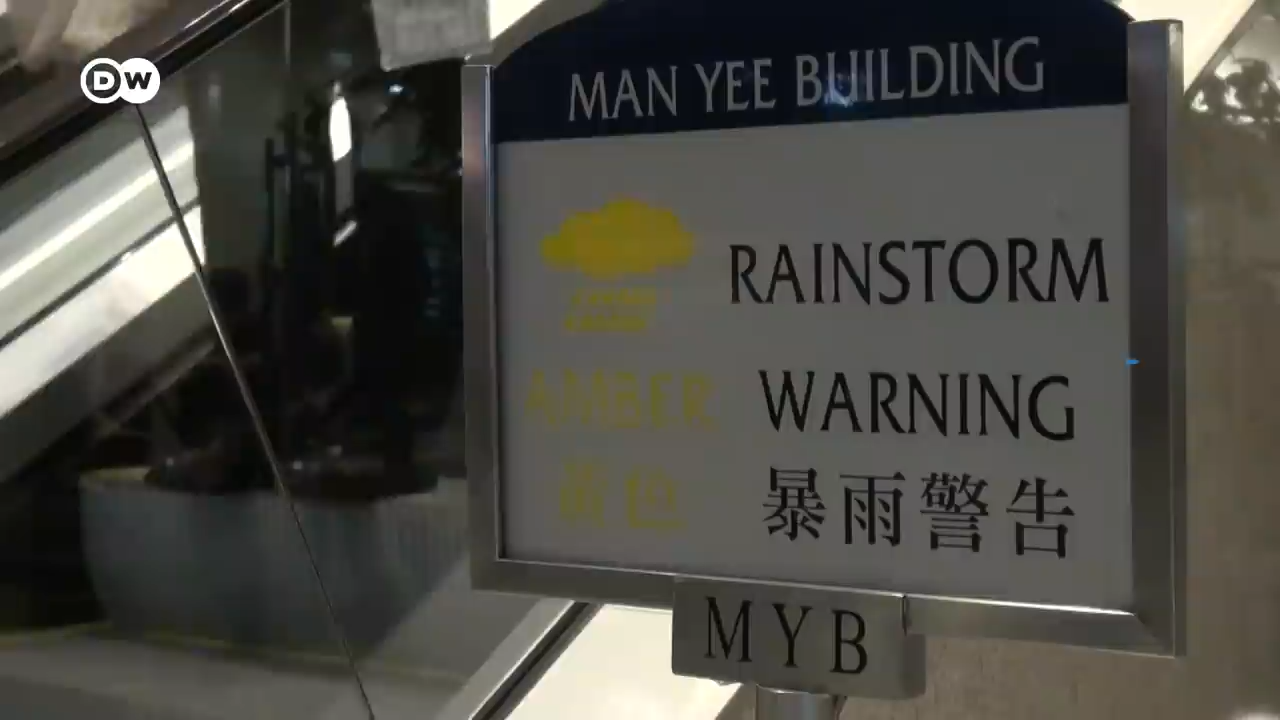 DW
MAN YEE BUILDING
RAINSTORM
AMBER WARNING
黃色 暴雨警告
MYB